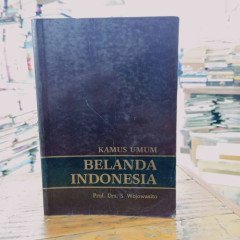 KAMUS UMUM
BELANDA
INDONESIA
Prof. Drs. S. Wojowasito